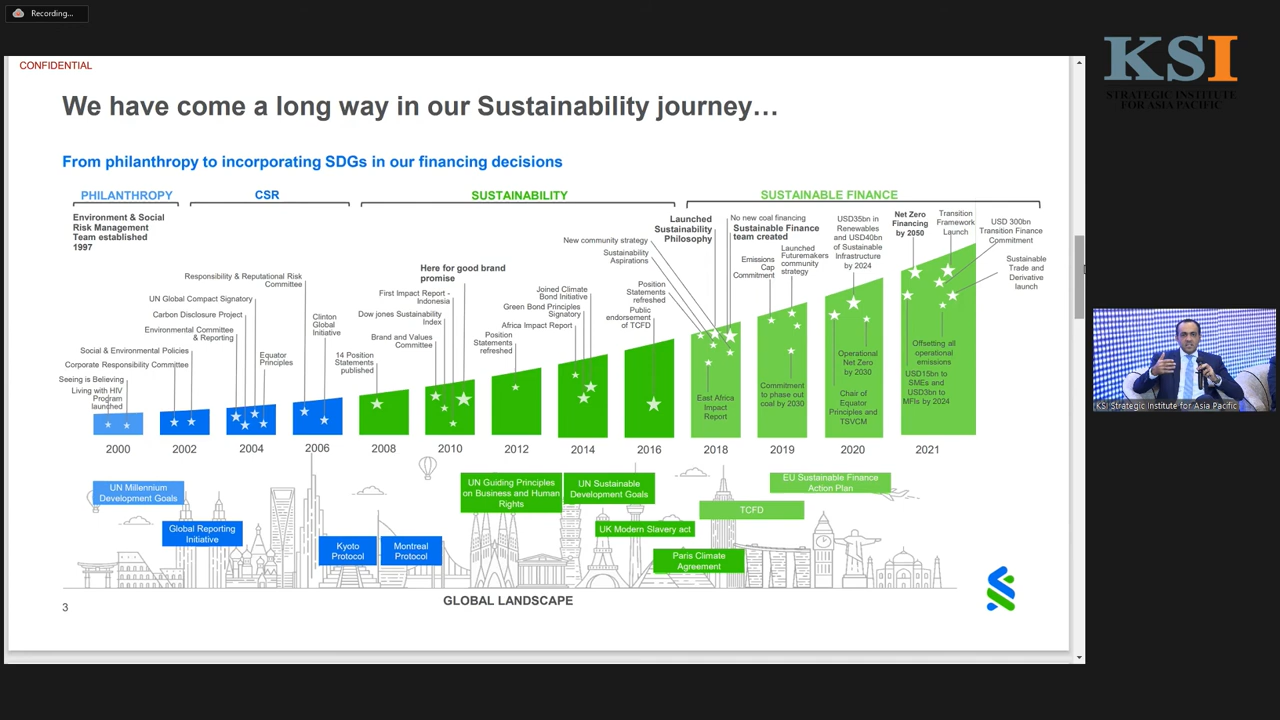 Recording...
KSI
STRATEGIC INSTITUTE
FOR ASIA PACIFIC
CONFIDENTIAL
We have come a long way in our Sustainability journey…
From philanthropy to incorporating SDGs in our financing decisions
PHILANTHROPY
CSR
SUSTAINABILITY
SUSTAINABLE FINANCE
Environment & Social
Risk Management
Team established
1997
Seeing is Believing
Living with HIV
Program
launched
Corporate Responsibility Committee
Social & Environmental Policies
Environmental Committee
& Reporting
Carbon Disclosure Project
UN Global Compact Signatory
Responsibility & Reputational Risk
Committee
Equator
Principles
Clinton
Global
Initiative
14 Position
Statements
published
Brand and Values
Committee
Dow jones Sustainability
Index
First Impact Report -
Indonesia
Here for good brand
promise
Position
Statements
refreshed
Africa Impact Report
Green Bond Principles
Signatory
Joined Climate
Bond Initiative
Public
endorsement
of TCFD
Position
Statements
refreshed
Sustainability
Aspirations
New community strategy
Launched
Sustainability
Philosophy
No new coal financing
Sustainable Finance
team created
East Africa
Impact
Report
Emissions
Cap
Commitment
Launched
Futuremakers
community
strategy
Commitment
to phase out
coal by 2030
USD35bn in
Renewables
and USD40bn
of Sustainable
Infrastructure
by 2024
Operational
Net Zero
by 2030
Chair of
Equator
Principles and
TSVCM
Net Zero
Financing
by 2050
Transition
Framework
Launch
USD 300bn
Transition Finance
Commitment
Sustainable
Trade and
Derivative
launch
Offsetting all
operational
emissions
USD15bn to
SMEs and
USD3bn to
MFIs by 2024
2000
2002
2004
2006
2008
2010
2012
2014
2016
2018
2019
2020
2021
UN Millennium
Development Goals
Global Reporting
Initiative
Kyoto
Protocol
Montreal
Protocol
UN Guiding Principles
on Business and Human
Rights
UN Sustainable
Development Goals
UK Modern Slavery act
Paris Climate
Agreement
TCFD
EU Sustainable Finance
Action Plan
GLOBAL LANDSCAPE
3
KSI Strategic Institute for Asia Pacific